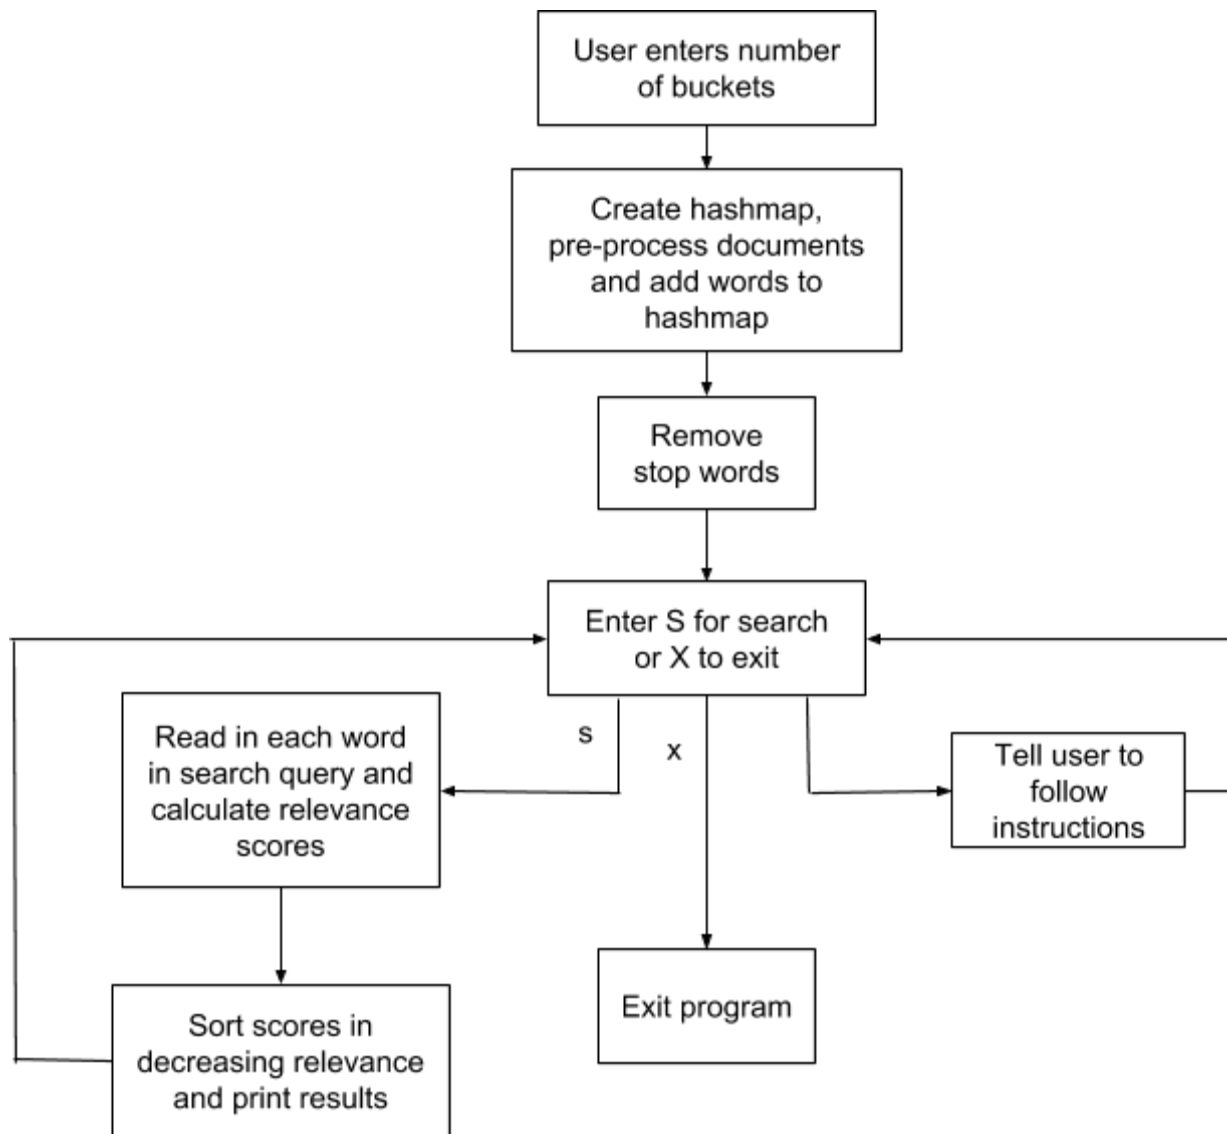 User enters number
of buckets
Create hashmap,
pre-process documents
and add words to
hashmap
Remove
stop words
Enter S for search
or X to exit
s
x
Read in each word
in search query and
calculate relevance
scores
Tell user to
follow
instructions
Exit program
Sort scores in
decreasing relevance
and print results